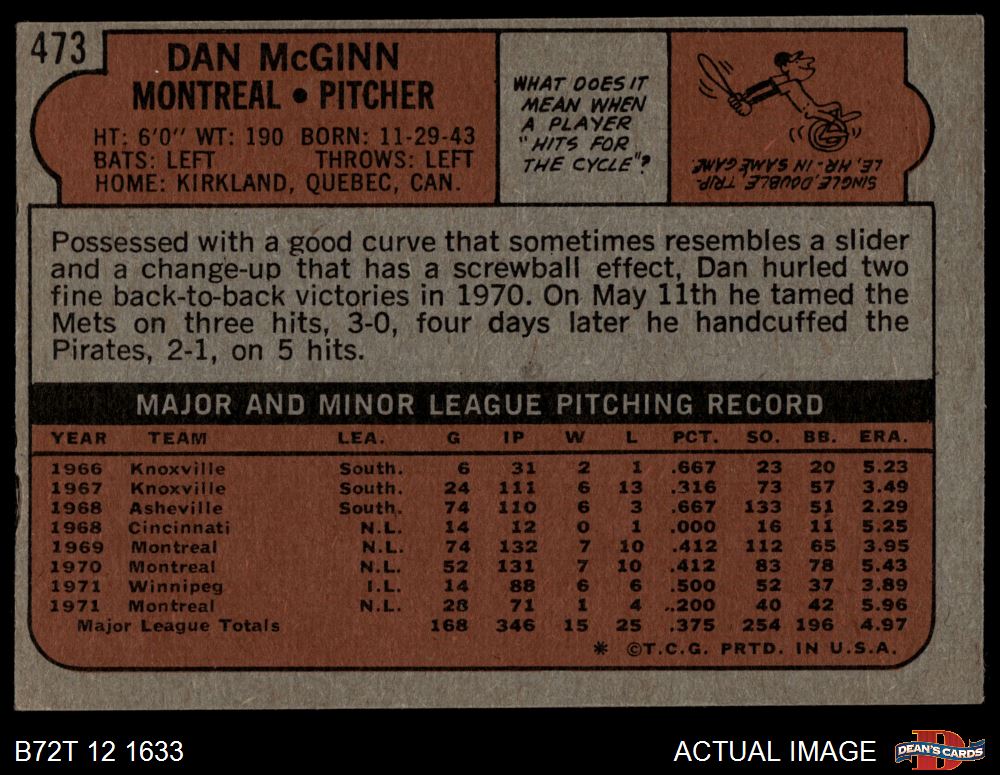 473
DAN McGINN
MONTREAL • PITCHER
HT: 6'0" WT: 190 BORN: 11-29-43
BATS: LEFT THROWS: LEFT
HOME: KIRKLAND, QUEBEC, CAN.
WHAT DOES IT
MEAN WHEN
A PLAYER
"HITS FOR
THE CYCLE"?
SINGLE, DOUBLE, TRIP-
LE, HR - IN SAME GAME.
Possessed with a good curve that sometimes resembles a slider
and a change-up that has a screwball effect, Dan hurled two
fine back-to-back victories in 1970. On May 11th he tamed the
Mets on three hits, 3-0, four days later he handcuffed the
Pirates, 2-1, on 5 hits.
MAJOR AND MINOR LEAGUE PITCHING RECORD
YEAR TEAM LEA. G IP W L PCT. SO. BB. ERA.
1966 Knoxville South. 6 31 2 1 .667 23 20 5.23
1967 Knoxville South. 24 111 6 13 .316 73 57 3.49
1968 Asheville South. 74 110 6 3 .667 133 51 2.29
1968 Cincinnati N.L. 14 12 0 1 .000 16 11 5.25
1969 Montreal N.L. 74 132 7 10 .412 112 65 3.95
1970 Montreal N.L. 52 131 7 10 .412 83 78 5.43
1971 Winnipeg I.L. 14 88 6 6 .500 52 37 3.89
1971 Montreal N.L. 28 71 1 4 .200 40 42 5.96
Major League Totals 168 346 15 25 .375 254 196 4.97
* ©T.C.G. PRTD. IN U.S.A.
B72T 12 1633 ACTUAL IMAGE DEAN'S CARDS